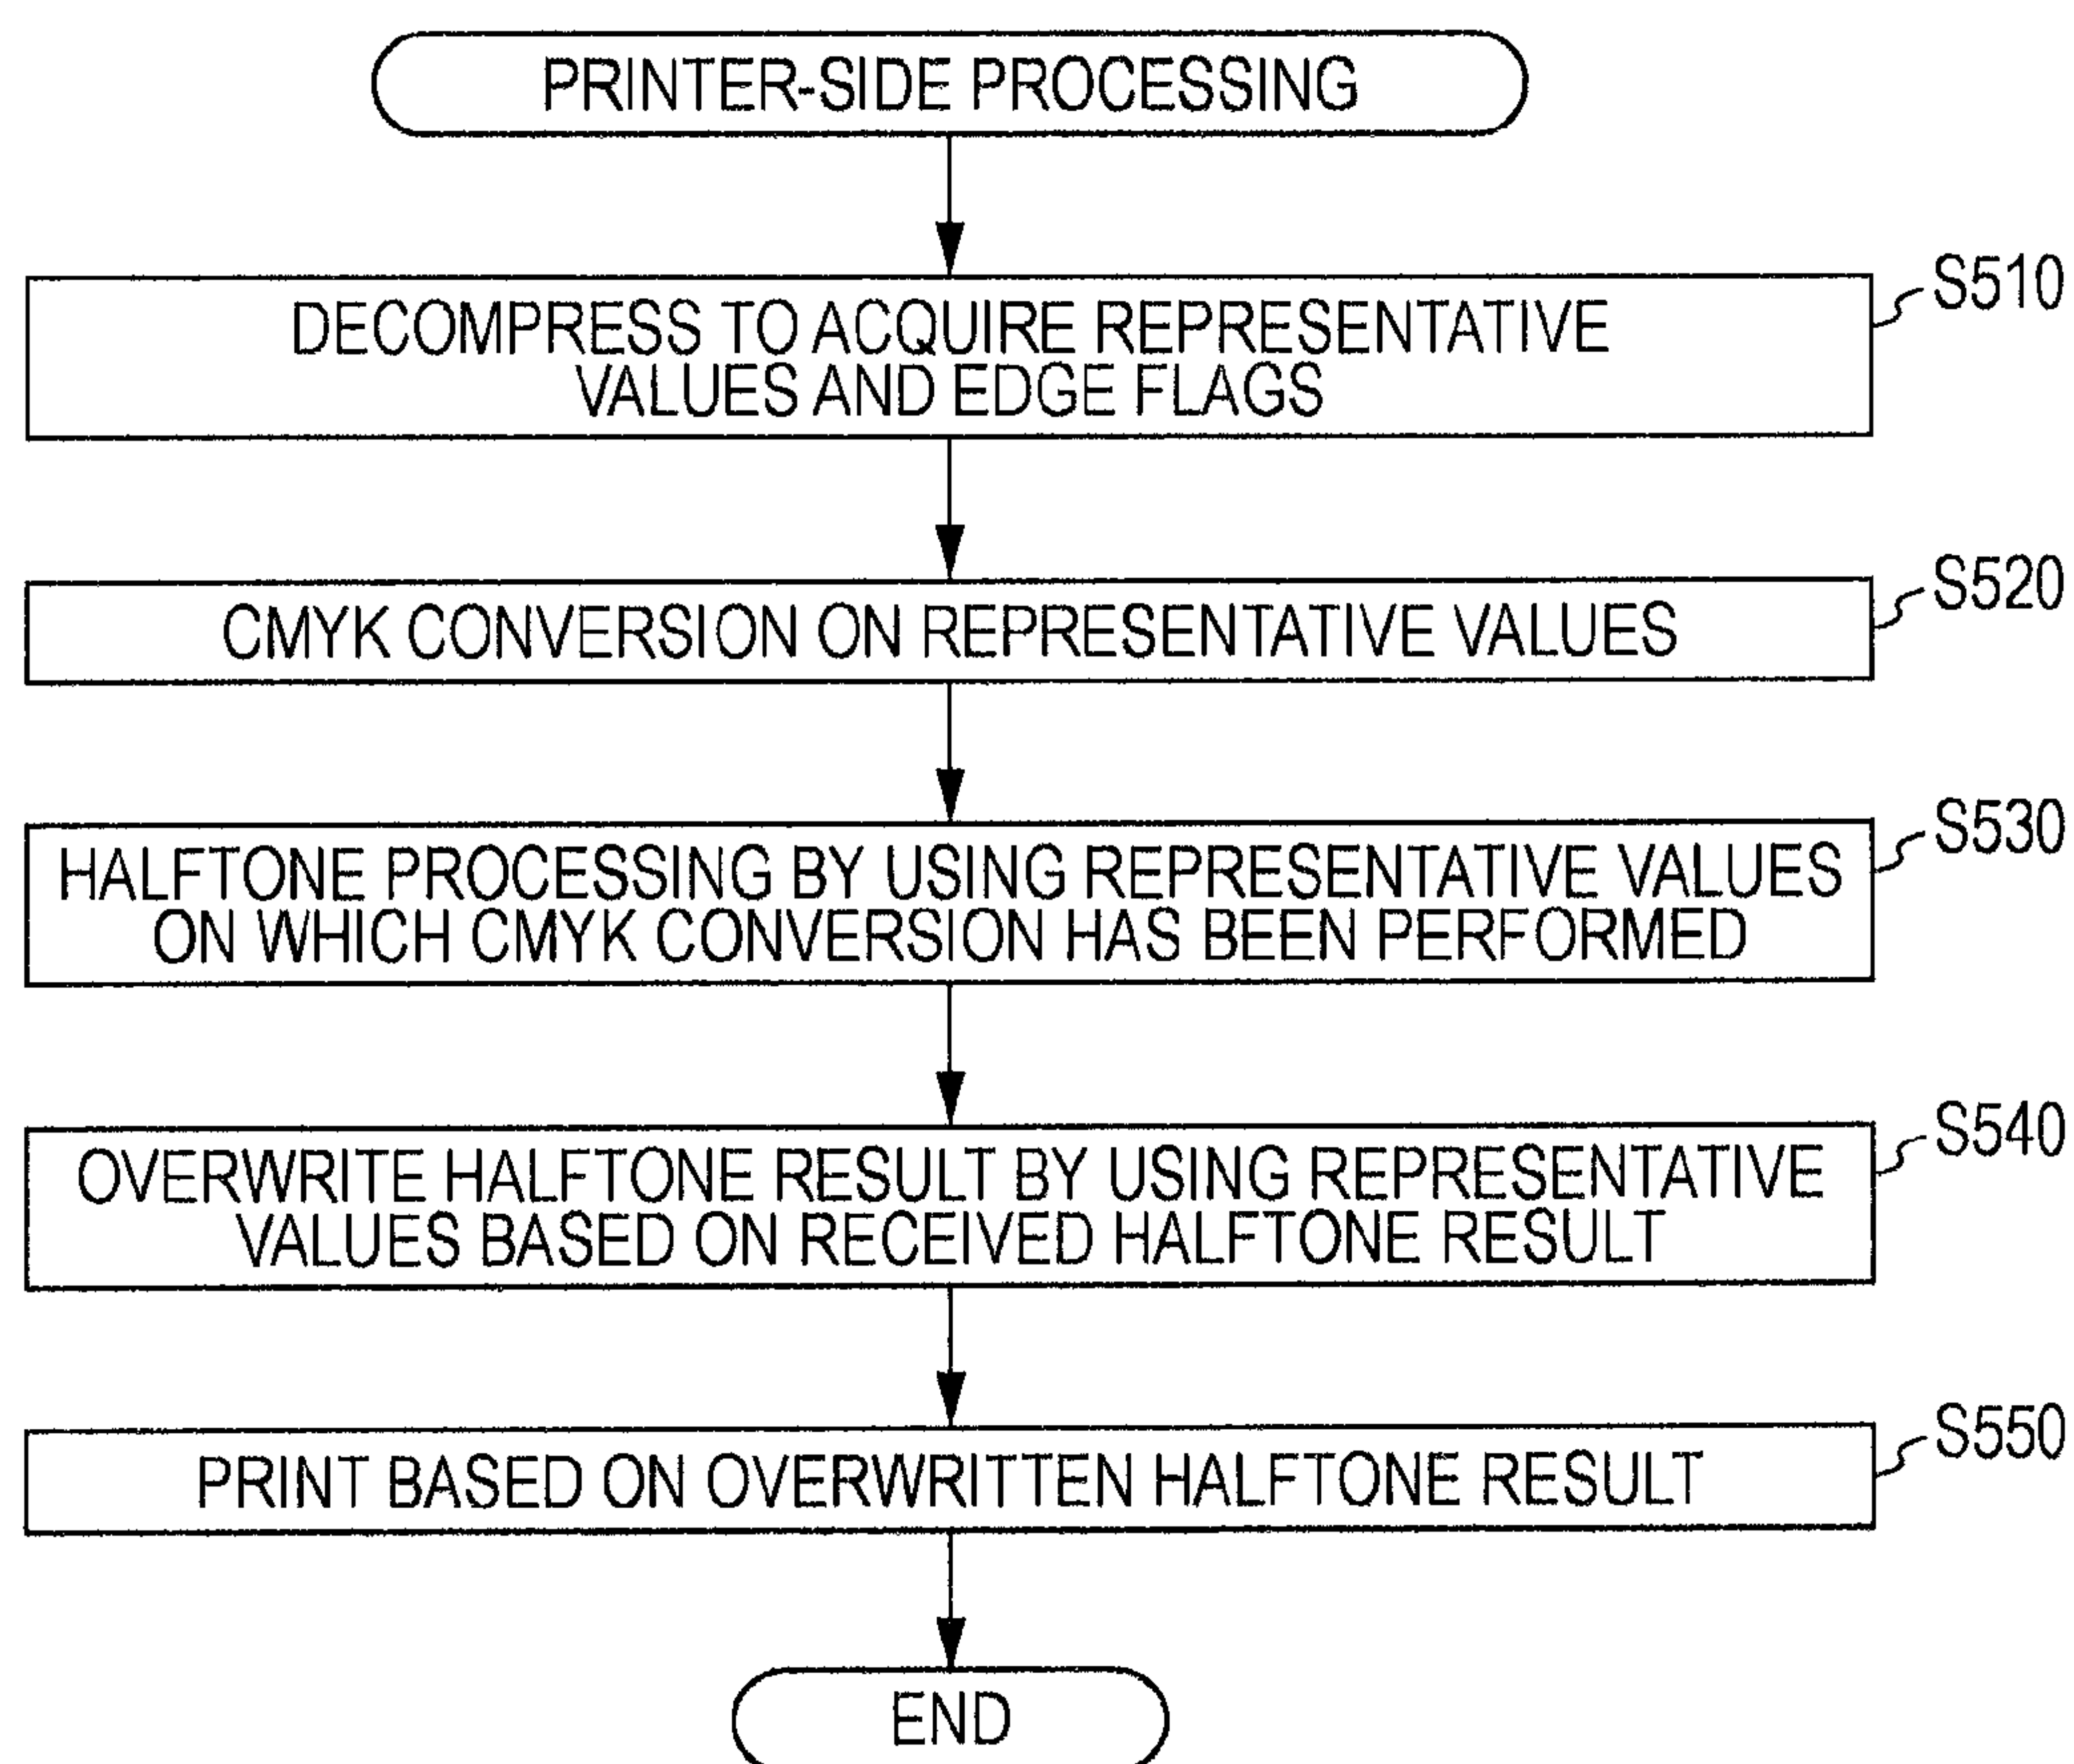 PRINTER-SIDE PROCESSING
S510
DECOMPRESS TO ACQUIRE REPRESENTATIVE
VALUES AND EDGE FLAGS
S520
CMYK CONVERSION ON REPRESENTATIVE VALUES
S530
HALFTONE PROCESSING BY USING REPRESENTATIVE VALUES
ON WHICH CMYK CONVERSION HAS BEEN PERFORMED
S540
OVERWRITE HALFTONE RESULT BY USING REPRESENTATIVE
VALUES BASED ON RECEIVED HALFTONE RESULT
S550
PRINT BASED ON OVERWRITTEN HALFTONE RESULT
END